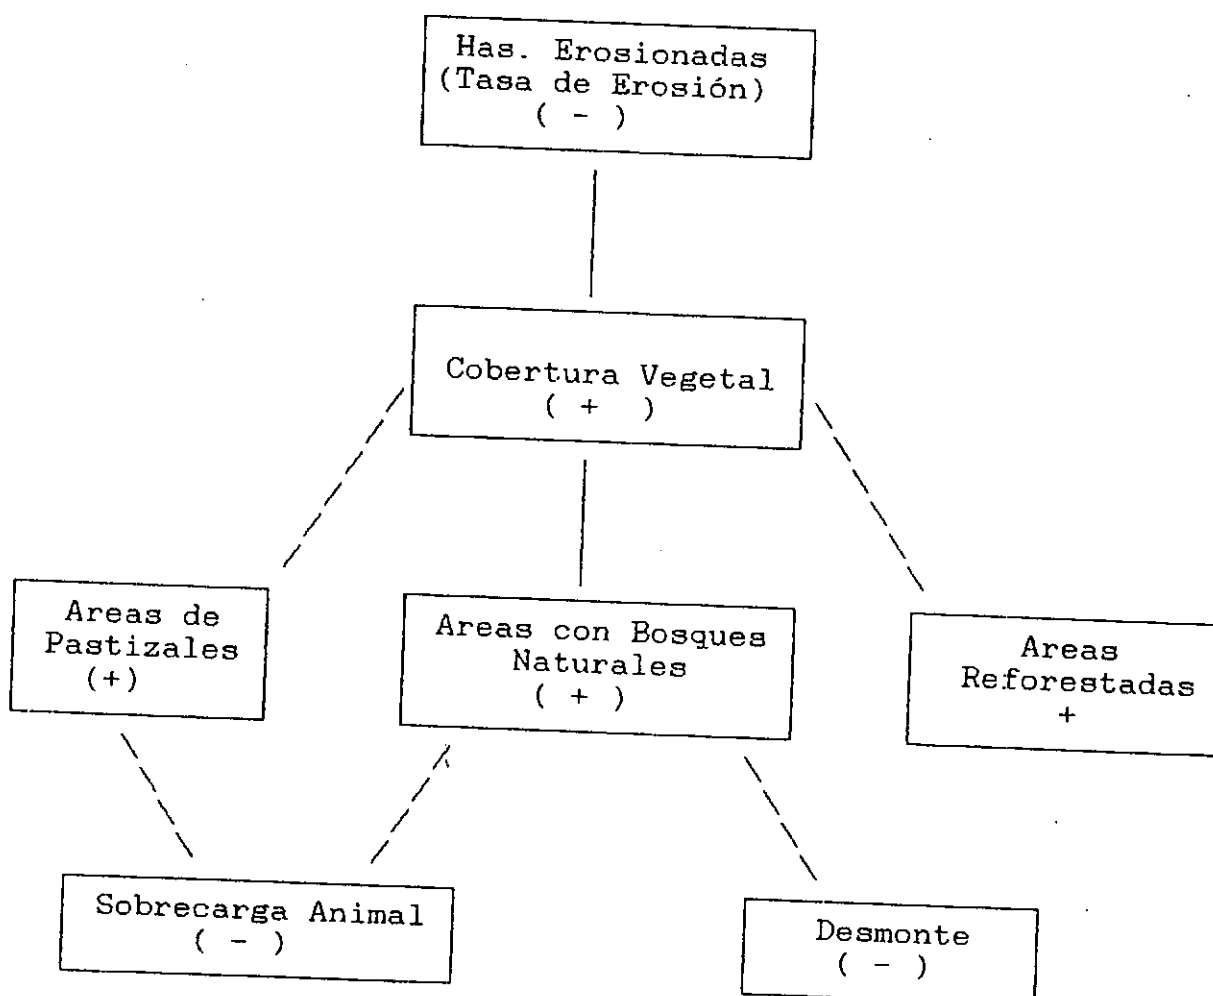 Has. Erosionadas
(Tasa de Erosión)
( - )
Cobertura Vegetal
( + )
Areas de
Pastizales
(+)
Areas con Bosques
Naturales
( + )
Areas
Reforestadas
+
Sobrecarga Animal
( - )
Desmonte
( - )